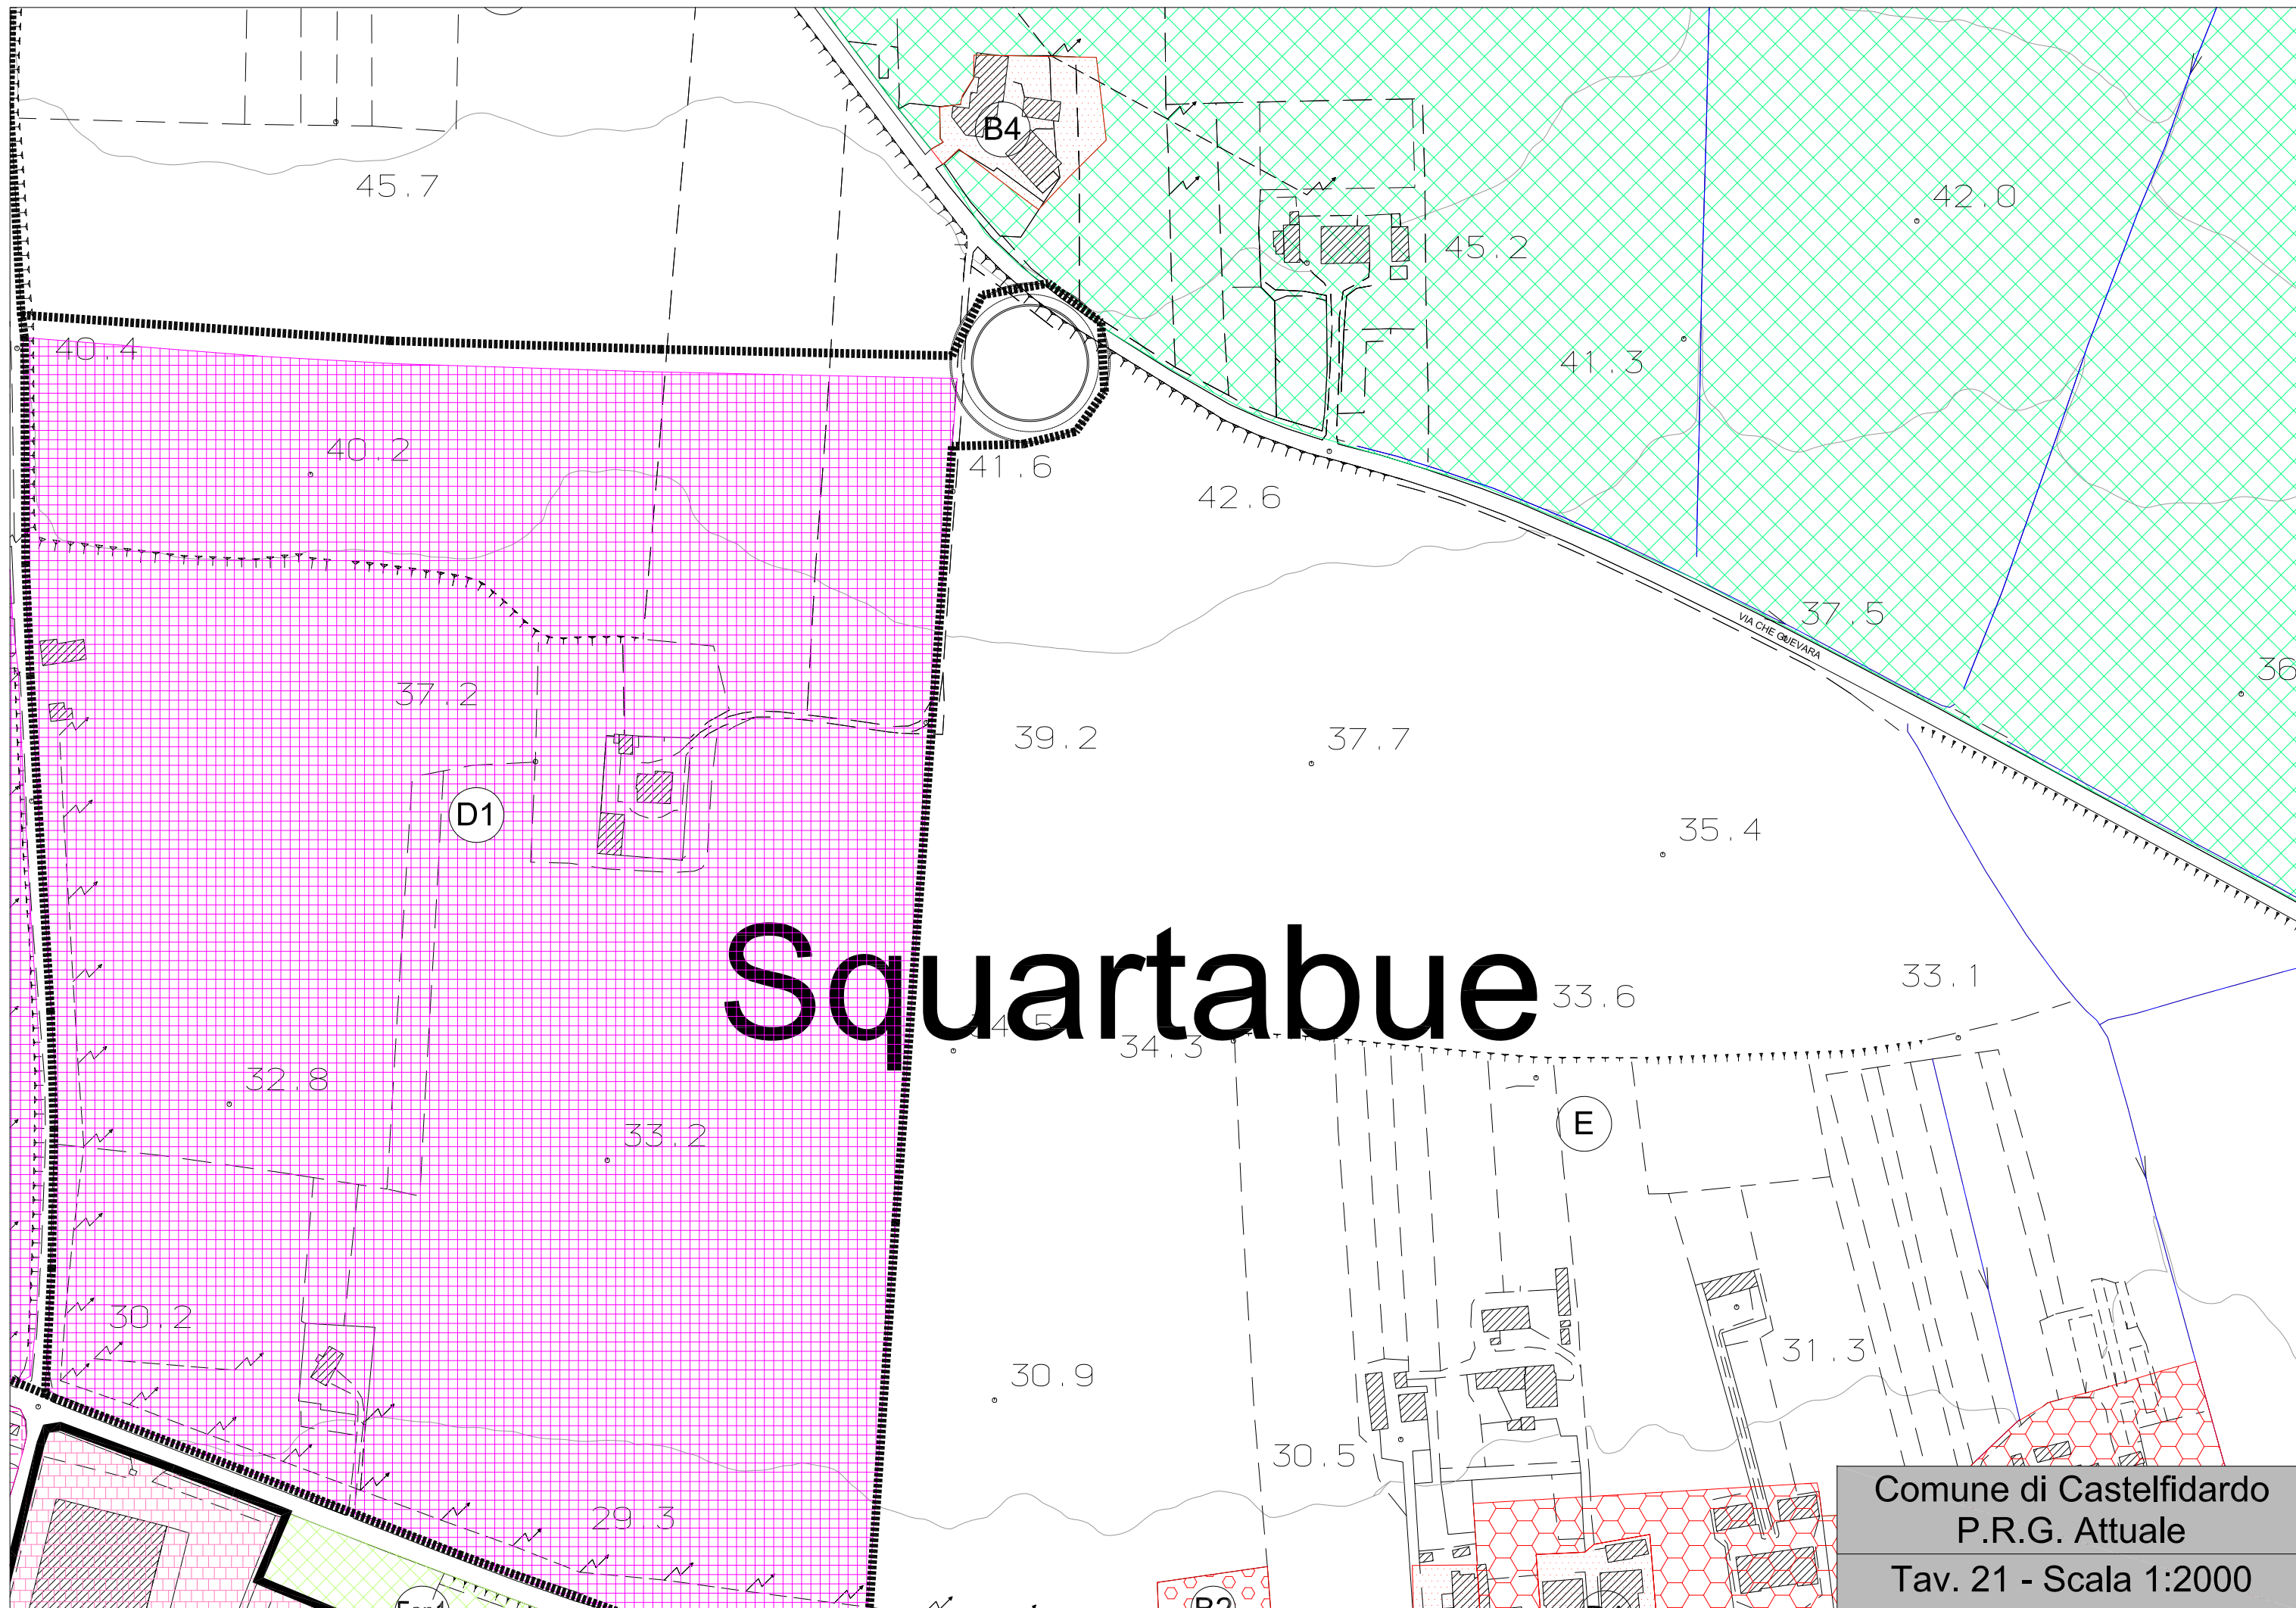 B4
45.7
42.0
45.2
40.4
41.3
40.2
41.6
42.6
37.5
VIA CHE GUEVARA
36
37.2
39.2
37.7
D1
35.4
Squartabue
33.1
33.6
34.5
34.3
32.8
E
33.2
30.2
31.3
30.9
30.5
29.3
Comune di Castelfidardo
P.R.G. Attuale
Tav. 21 - Scala 1:2000
B2